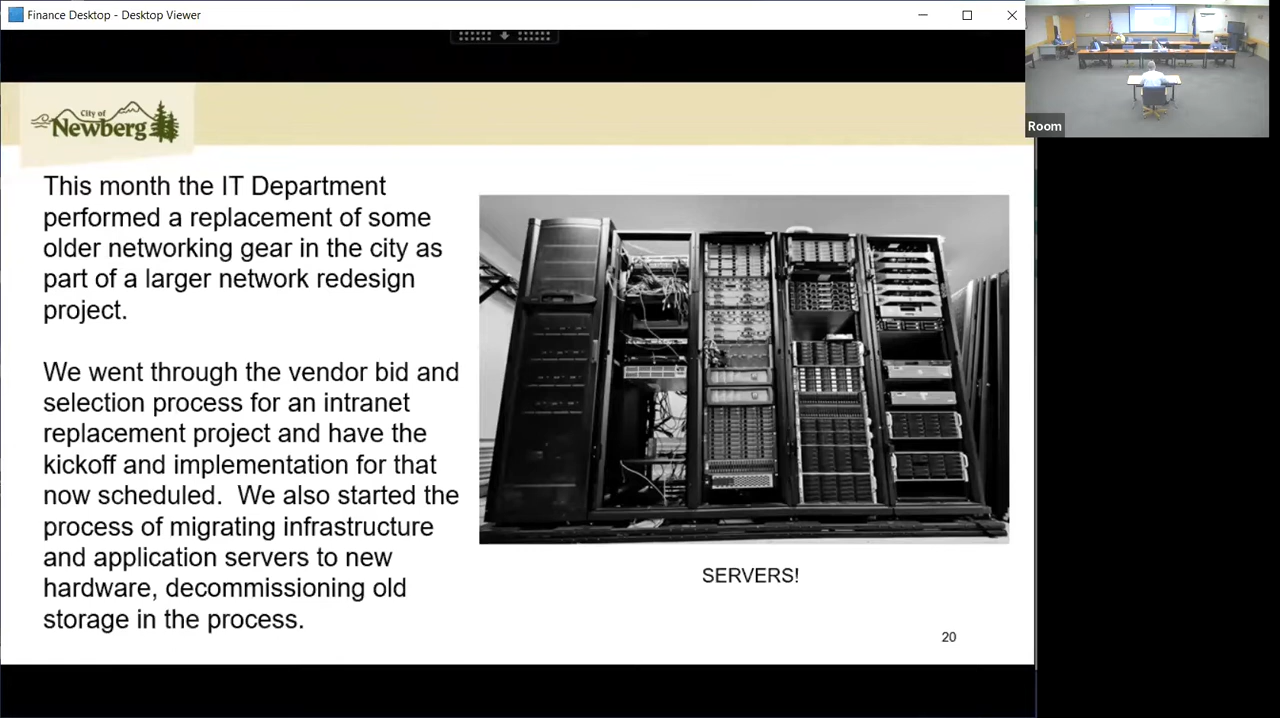 Finance Desktop - Desktop Viewer
City of
Newberg
This month the IT Department
performed a replacement of some
older networking gear in the city as
part of a larger network redesign
project.
We went through the vendor bid and
selection process for an intranet
replacement project and have the
kickoff and implementation for that
now scheduled.  We also started the
process of migrating infrastructure
and application servers to new
hardware, decommissioning old
storage in the process.
SERVERS!
20
Room